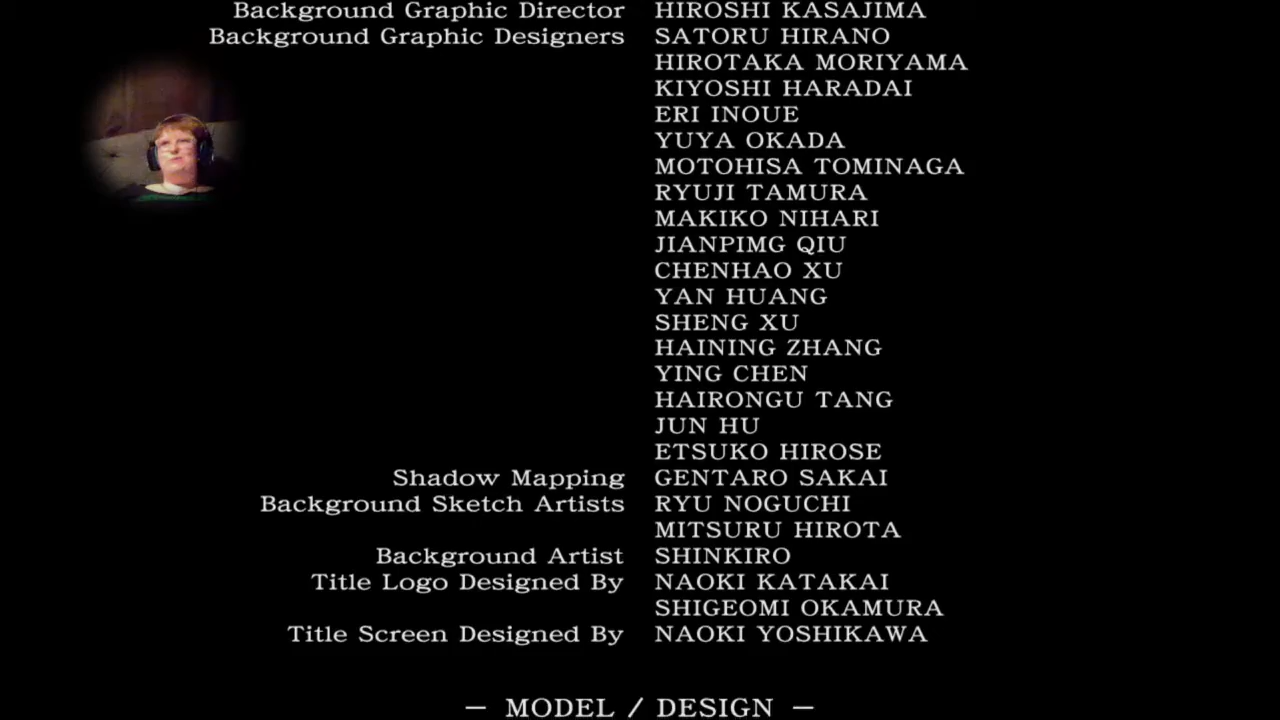 Background Graphic Director HIROSHI KASAJIMA
Background Graphic Designers SATORU HIRANO
HIROTAKA MORIYAMA
KIYOSHI HARADAI
ERI INOUE
YUYA OKADA
MOTOHISA TOMINAGA
RYUJI TAMURA
MAKIKO NIHARI
JIANPIMG QIU
CHENHAO XU
YAN HUANG
SHENG XU
HAINING ZHANG
YING CHEN
HAIRONGU TANG
JUN HU
ETSUKO HIROSE
Shadow Mapping GENTARO SAKAI
Background Sketch Artists RYU NOGUCHI
MITSURU HIROTA
Background Artist SHINKIRO
Title Logo Designed By NAOKI KATAKAI
SHIGEOMI OKAMURA
Title Screen Designed By NAOKI YOSHIKAWA
— MODEL / DESIGN —